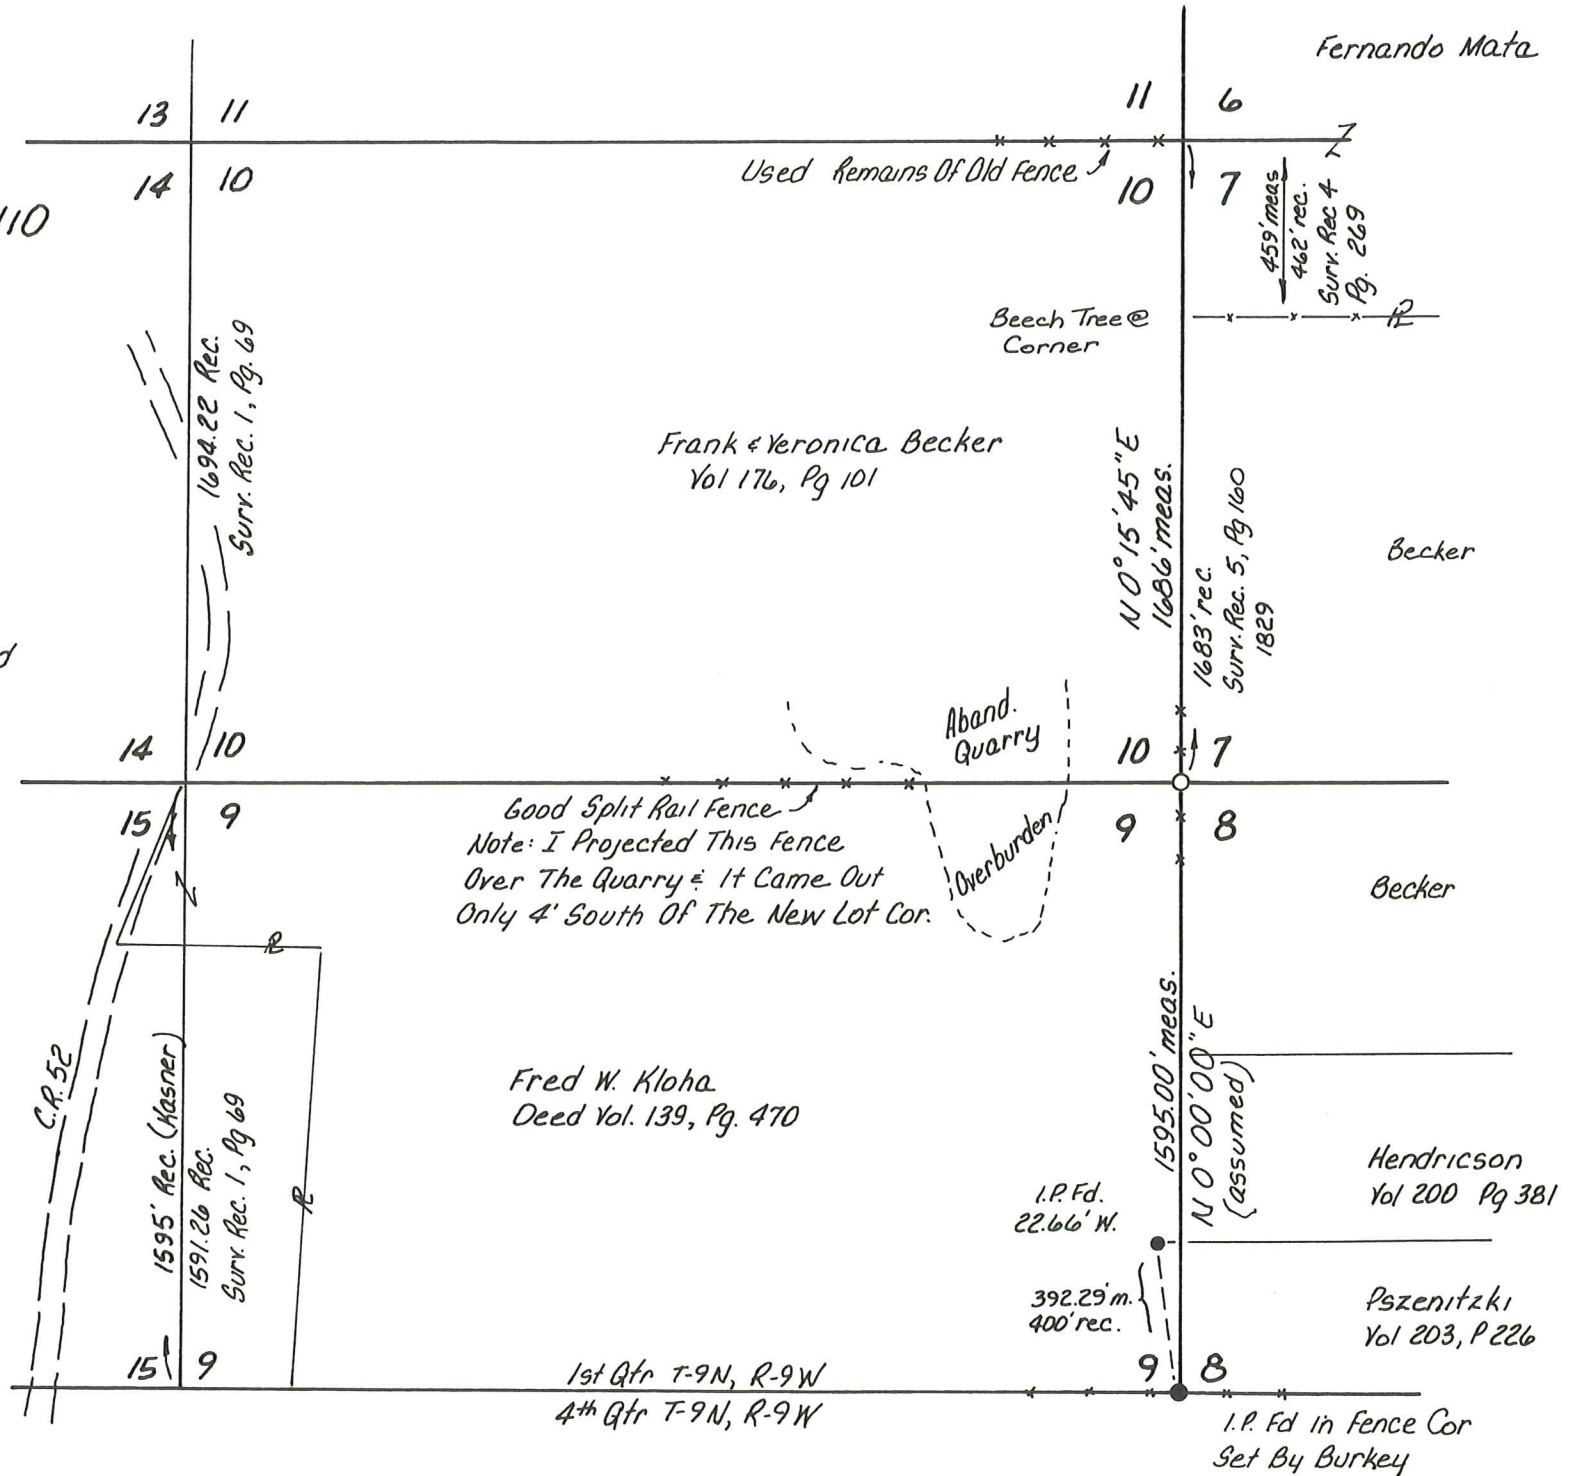 Fernando Mata
13 11
11 6
14 10
10 7
110
Used Remains Of Old Fence
459' meas.
462' rec.
Surv. Rec 4
Pg. 269
Beech Tree @
Corner
1694.22 Rec.
Surv. Rec. 1, Pg. 69
Frank & Veronica Becker
Vol 176, Pg 101
N 0° 15' 45" E
1686' meas.
1683' rec.
Surv. Rec. 5, Pg 160
1829
Becker
d
Aband.
Quarry
14 10
10 7
15 9
9 8
Good Split Rail Fence
Note: I Projected This Fence
Over The Quarry & It Came Out
Only 4' South Of The New Lot Cor.
Overburden
Becker
C.R. 52
1595' Rec. (Kasner)
1591.26 Rec.
Surv. Rec. 1, Pg 69
PL
PL
PL
Fred W. Kloha
Deed Vol. 139, Pg. 470
1595.00' meas.
N 0° 00' 00" E
(assumed)
Hendricson
Vol 200 Pg 381
I.P. Fd.
22.66' W.
392.29' m.
400' rec.
Pszenitzki
Vol 203, P 226
15 9
9 8
1st Qtr T-9N, R-9W
4th Qtr T-9N, R-9W
I.P. Fd in Fence Cor
Set By Burkey